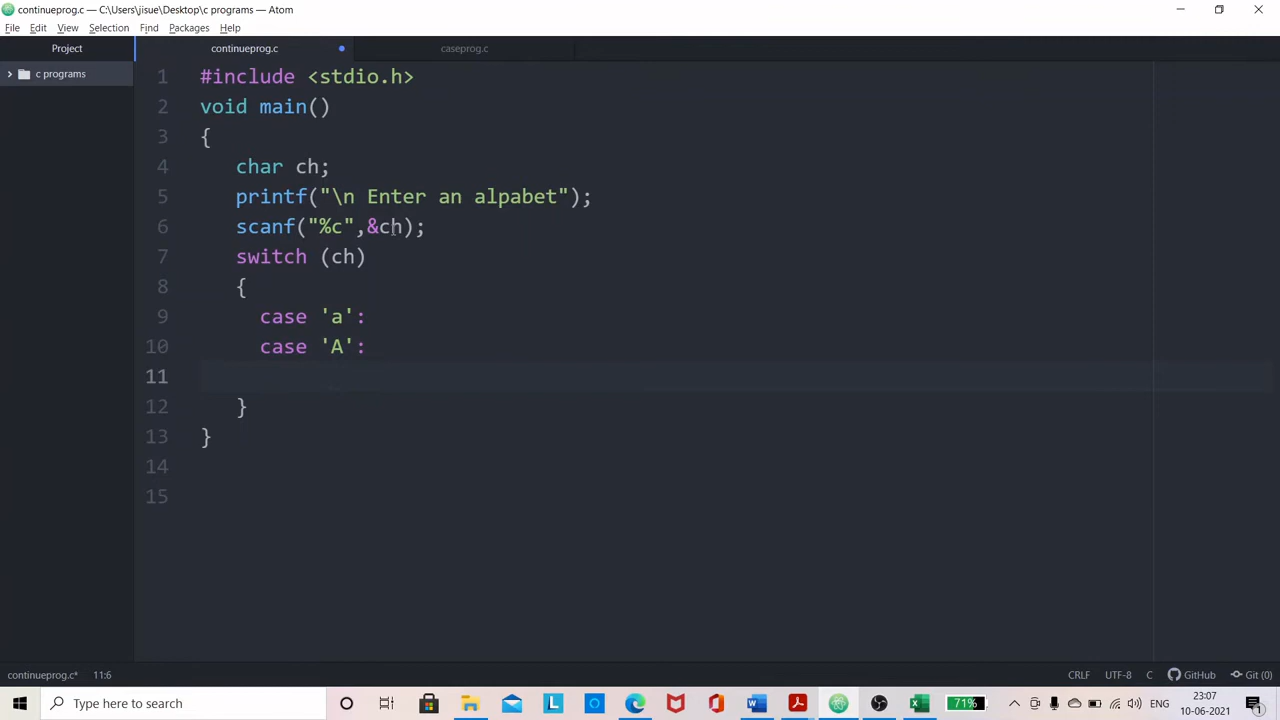 continueprog.c — C:\Users\jisue\Desktop\c programs — Atom
File Edit View Selection Find Packages Help
Project continueprog.c caseprog.c
c programs
1 #include <stdio.h>
2 void main()
3 {
4 char ch;
5 printf("\n Enter an alpabet");
6 scanf("%c",&ch);
7 switch (ch)
8 {
9 case 'a':
10 case 'A':
11
12 }
13 }
14
15
continueprog.c* 11:6 CRLF UTF-8 C GitHub Git (0)
Type here to search 71% ENG 23:07
10-06-2021 1